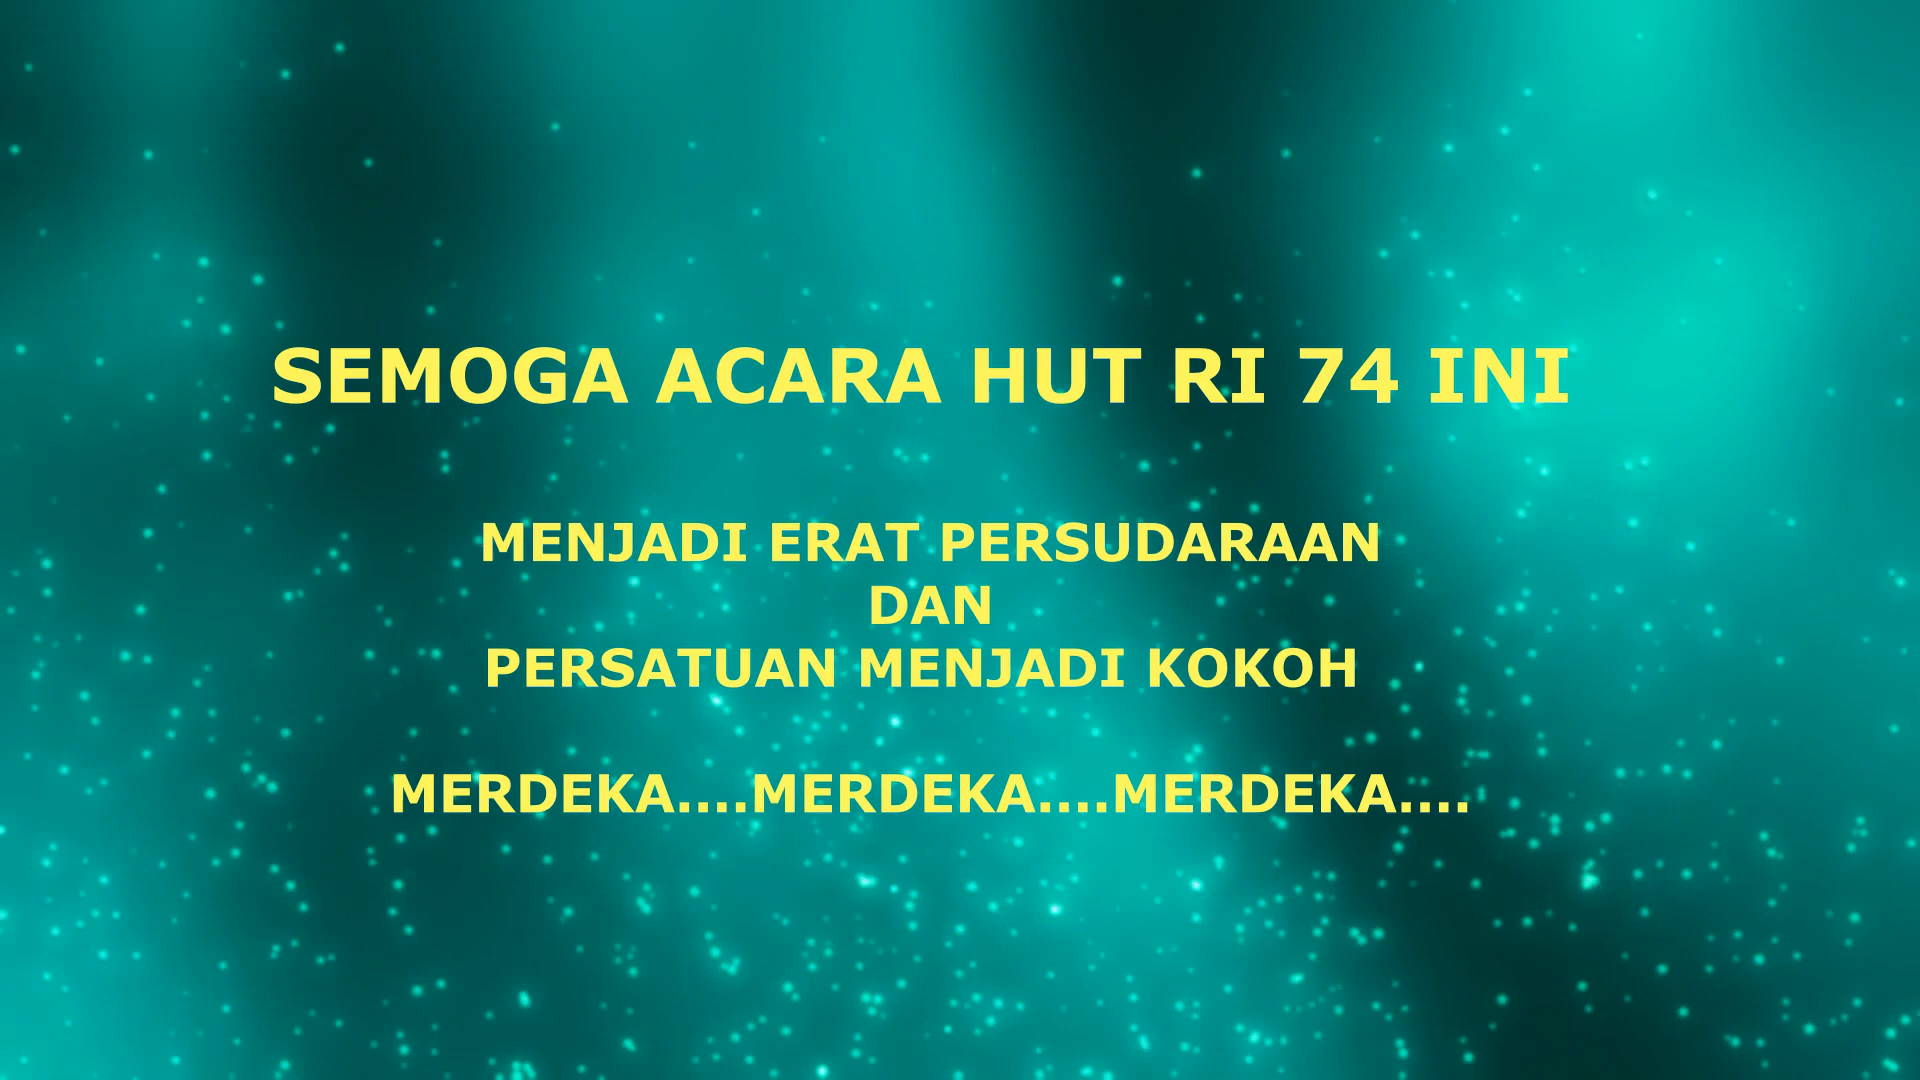 SEMOGA ACARA HUT RI 74 INI
MENJADI ERAT PERSUDARAAN
DAN
PERSATUAN MENJADI KOKOH
MERDEKA....MERDEKA....MERDEKA....